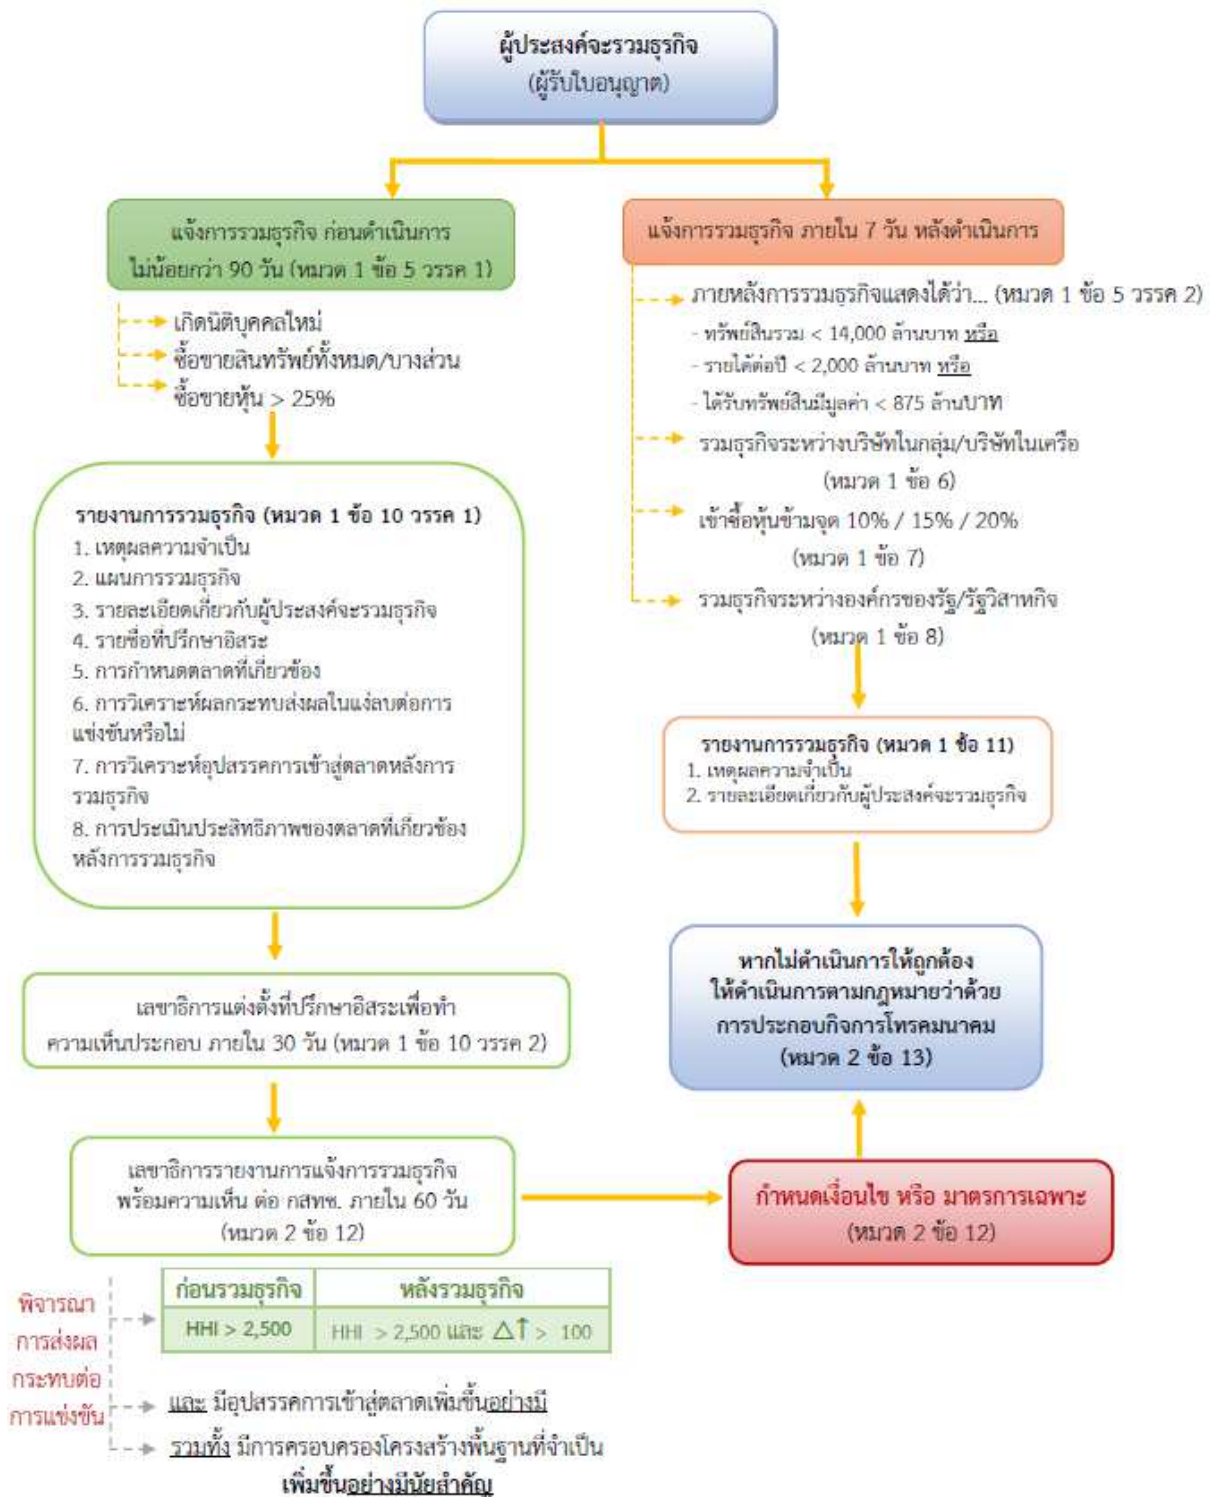 ผู้ประสงค์จะรวมธุรกิจ
(ผู้รับใบอนุญาต)
แจ้งการรวมธุรกิจ ก่อนดำเนินการ
ไม่น้อยกว่า 90 วัน (หมวด 1 ข้อ 5 วรรค 1)
เกิดนิติบุคคลใหม่
ซื้อขายสินทรัพย์ทั้งหมด/บางส่วน
ซื้อขายหุ้น > 25%
รายงานการรวมธุรกิจ (หมวด 1 ข้อ 10 วรรค 1)
1. เหตุผลความจำเป็น
2. แผนการรวมธุรกิจ
3. รายละเอียดเกี่ยวกับผู้ประสงค์จะรวมธุรกิจ
4. รายชื่อที่ปรึกษาอิสระ
5. การกำหนดตลาดที่เกี่ยวข้อง
6. การวิเคราะห์ผลกระทบส่งผลในแง่ลบต่อการ
แข่งขันหรือไม่
7. การวิเคราะห์อุปสรรคการเข้าสู่ตลาดหลังการ
รวมธุรกิจ
8. การประเมินประสิทธิภาพของตลาดที่เกี่ยวข้อง
หลังการรวมธุรกิจ
เลขาธิการแต่งตั้งที่ปรึกษาอิสระเพื่อทำ
ความเห็นประกอบ ภายใน 30 วัน (หมวด 1 ข้อ 10 วรรค 2)
เลขาธิการรายงานการแจ้งการรวมธุรกิจ
พร้อมความเห็น ต่อ กสทช. ภายใน 60 วัน
(หมวด 2 ข้อ 12)
พิจารณา
การส่งผล
กระทบต่อ
การแข่งขัน
ก่อนรวมธุรกิจ หลังรวมธุรกิจ
HHI > 2,500 HHI > 2,500 และ △↑ > 100
และ มีอุปสรรคการเข้าสู่ตลาดเพิ่มขึ้นอย่างมี
รวมทั้ง มีการครอบครองโครงสร้างพื้นฐานที่จำเป็น
เพิ่มขึ้นอย่างมีนัยสำคัญ
แจ้งการรวมธุรกิจ ภายใน 7 วัน หลังดำเนินการ
ภายหลังการรวมธุรกิจแสดงได้ว่า... (หมวด 1 ข้อ 5 วรรค 2)
- ทรัพย์สินรวม < 14,000 ล้านบาท หรือ
- รายได้ต่อปี < 2,000 ล้านบาท หรือ
- ได้รับทรัพย์สินมีมูลค่า < 875 ล้านบาท
รวมธุรกิจระหว่างบริษัทในกลุ่ม/บริษัทในเครือ
(หมวด 1 ข้อ 6)
เข้าซื้อหุ้นข้ามจุด 10% / 15% / 20%
(หมวด 1 ข้อ 7)
รวมธุรกิจระหว่างองค์กรของรัฐ/รัฐวิสาหกิจ
(หมวด 1 ข้อ 8)
รายงานการรวมธุรกิจ (หมวด 1 ข้อ 11)
1. เหตุผลความจำเป็น
2. รายละเอียดเกี่ยวกับผู้ประสงค์จะรวมธุรกิจ
หากไม่ดำเนินการให้ถูกต้อง
ให้ดำเนินการตามกฎหมายว่าด้วย
การประกอบกิจการโทรคมนาคม
(หมวด 2 ข้อ 13)
กำหนดเงื่อนไข หรือ มาตรการเฉพาะ
(หมวด 2 ข้อ 12)